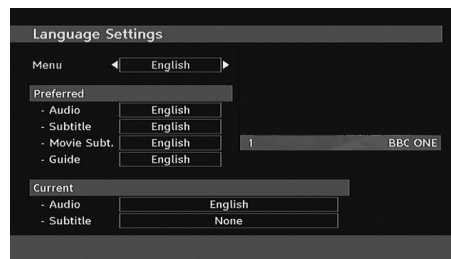 Language Settings
Menu English
Preferred
- Audio English
- Subtitle English
- Movie Subt. English
- Guide English
1 BBC ONE
Current
- Audio English
- Subtitle None